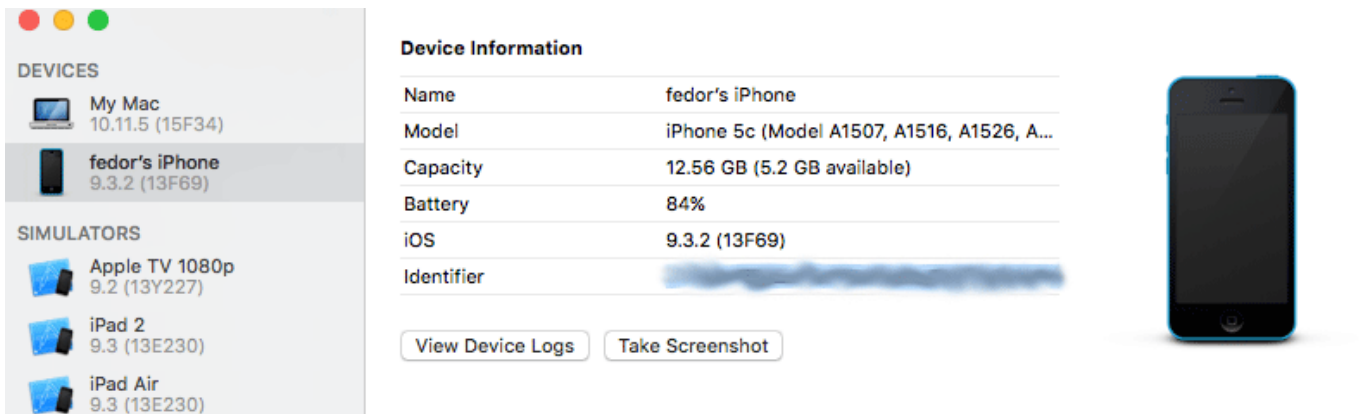 DEVICES
My Mac
10.11.5 (15F34)
fedor's iPhone
9.3.2 (13F69)
SIMULATORS
Apple TV 1080p
9.2 (13Y227)
iPad 2
9.3 (13E230)
iPad Air
9.3 (13E230)
Device Information
Name fedor's iPhone
Model iPhone 5c (Model A1507, A1516, A1526, A...
Capacity 12.56 GB (5.2 GB available)
Battery 84%
iOS 9.3.2 (13F69)
Identifier
View Device Logs Take Screenshot